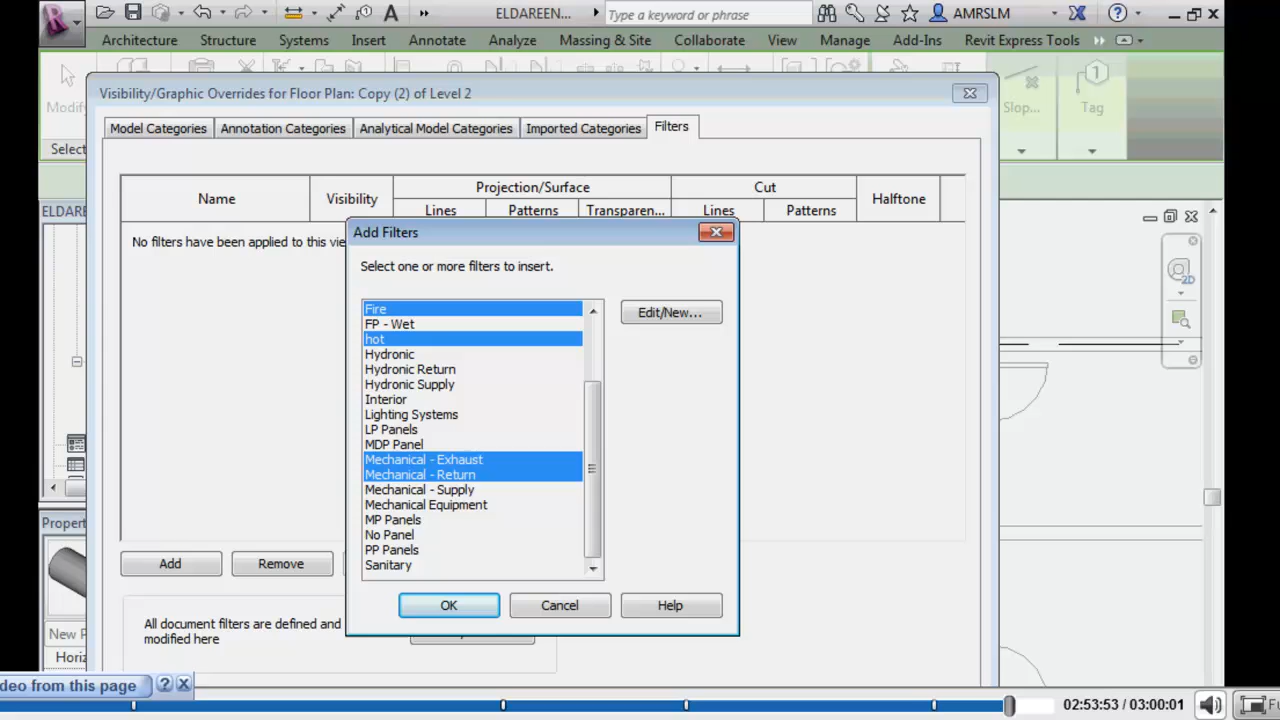 ELDAREEN...
Type a keyword or phrase
AMRSLM
Architecture Structure Systems Insert Annotate Analyze Massing & Site Collaborate View Manage Add-Ins Revit Express Tools
Modify
Slop...
Tag
1
Select
Visibility/Graphic Overrides for Floor Plan: Copy (2) of Level 2
Model Categories Annotation Categories Analytical Model Categories Imported Categories Filters
Name Visibility Projection/Surface Cut Halftone
Lines Patterns Transparen... Lines Patterns
No filters have been applied to this vie
ELDAREEN
2D
Add Filters
Select one or more filters to insert.
Edit/New...
Fire
FP - Wet
hot
Hydronic
Hydronic Return
Hydronic Supply
Interior
Lighting Systems
LP Panels
MDP Panel
Mechanical - Exhaust
Mechanical - Return
Mechanical - Supply
Mechanical Equipment
MP Panels
No Panel
PP Panels
Sanitary
OK Cancel Help
Propert
Add Remove
All document filters are defined and
modified here
New P
Horiz
deo from this page ?
02:53:53 / 03:00:01
Fu